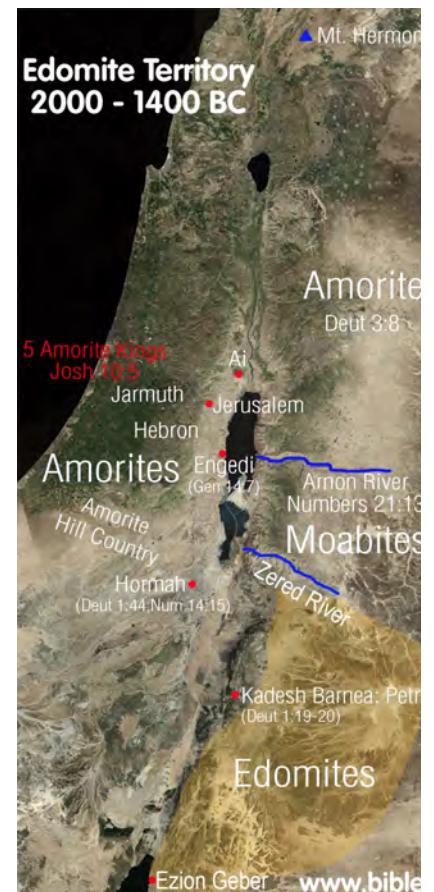 Mt. Hermon
Edomite Territory
2000 - 1400 BC
Amorite
Deut 3:8
5 Amorite Kings
Josh 10:5
Ai
Jarmuth
Jerusalem
Hebron
Amorites
Engedi
(Gen 14:7)
Arnon River
Numbers 21:13
Amorite
Hill Country
Moabites
Zered River
Hormah
(Deut 1:44;Num 14:15)
Kadesh Barnea: Petr
(Deut 1:19-20)
Edomites
Ezion Geber
www.bible